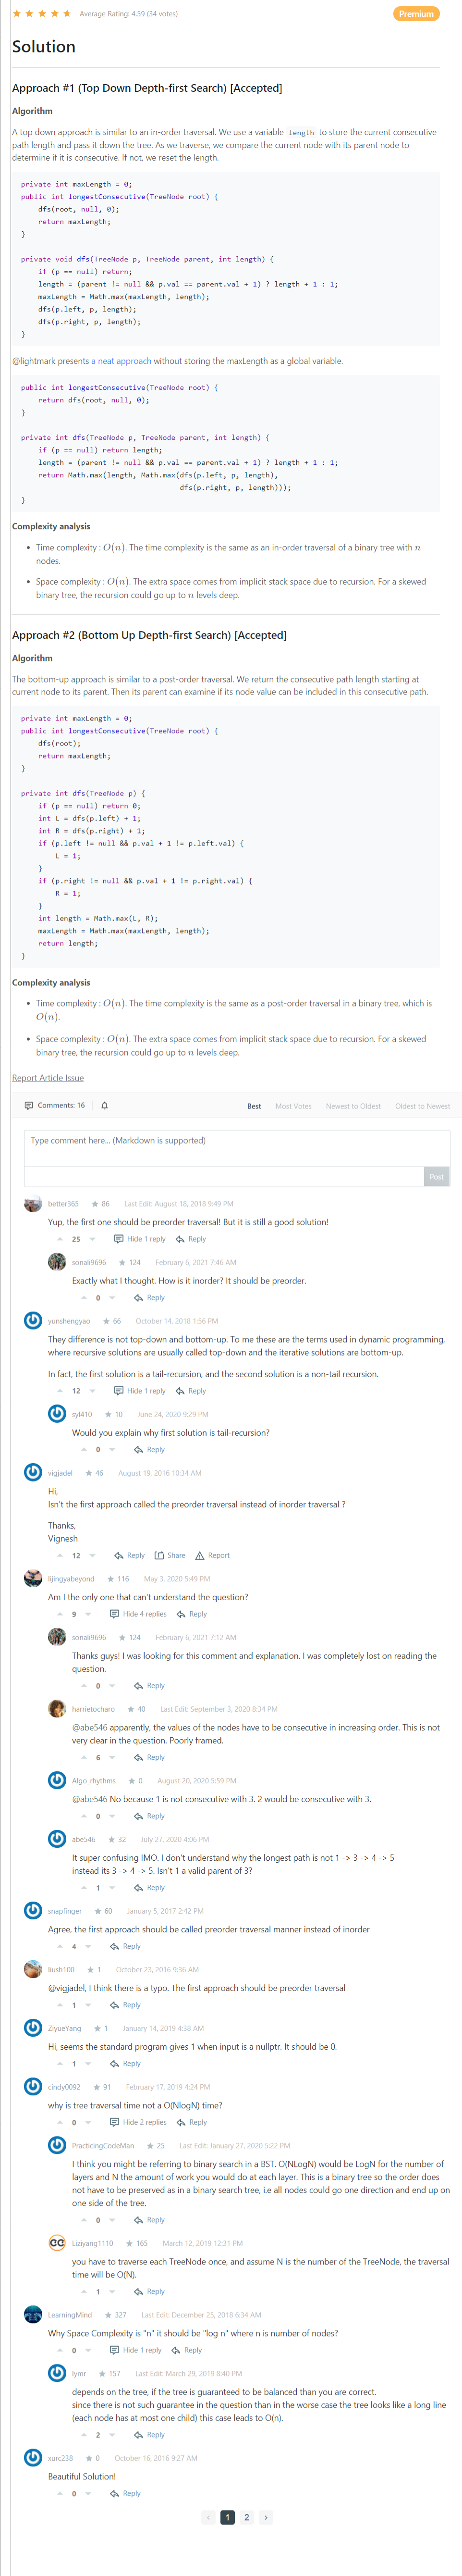 Average Rating: 4.59 (34 votes)
Premium
Solution
Approach #1 (Top Down Depth-first Search) [Accepted]
Algorithm
A top down approach is similar to an in-order traversal. We use a variable length to store the current consecutive
path length and pass it down the tree. As we traverse, we compare the current node with its parent node to
determine if it is consecutive. If not, we reset the length.
private int maxLength = 0;
public int longestConsecutive(TreeNode root) {
    dfs(root, null, 0);
    return maxLength;
}
private void dfs(TreeNode p, TreeNode parent, int length) {
    if (p == null) return;
    length = (parent != null && p.val == parent.val + 1) ? length + 1 : 1;
    maxLength = Math.max(maxLength, length);
    dfs(p.left, p, length);
    dfs(p.right, p, length);
}
@lightmark presents a neat approach without storing the maxLength as a global variable.
public int longestConsecutive(TreeNode root) {
    return dfs(root, null, 0);
}
private int dfs(TreeNode p, TreeNode parent, int length) {
    if (p == null) return length;
    length = (parent != null && p.val == parent.val + 1) ? length + 1 : 1;
    return Math.max(length, Math.max(dfs(p.left, p, length),
                                     dfs(p.right, p, length)));
}
Complexity analysis
• Time complexity : O(n). The time complexity is the same as an in-order traversal of a binary tree with n
nodes.
• Space complexity : O(n). The extra space comes from implicit stack space due to recursion. For a skewed
binary tree, the recursion could go up to n levels deep.
Approach #2 (Bottom Up Depth-first Search) [Accepted]
Algorithm
The bottom-up approach is similar to a post-order traversal. We return the consecutive path length starting at
current node to its parent. Then its parent can examine if its node value can be included in this consecutive path.
private int maxLength = 0;
public int longestConsecutive(TreeNode root) {
    dfs(root);
    return maxLength;
}
private int dfs(TreeNode p) {
    if (p == null) return 0;
    int L = dfs(p.left) + 1;
    int R = dfs(p.right) + 1;
    if (p.left != null && p.val + 1 != p.left.val) {
        L = 1;
    }
    if (p.right != null && p.val + 1 != p.right.val) {
        R = 1;
    }
    int length = Math.max(L, R);
    maxLength = Math.max(maxLength, length);
    return length;
}
Complexity analysis
• Time complexity : O(n). The time complexity is the same as a post-order traversal in a binary tree, which is
O(n).
• Space complexity : O(n). The extra space comes from implicit stack space due to recursion. For a skewed
binary tree, the recursion could go up to n levels deep.
Report Article Issue
Comments: 16
Best Most Votes Newest to Oldest Oldest to Newest
Type comment here... (Markdown is supported)
Post
better365 ★ 86 Last Edit: August 18, 2018 9:49 PM
Yup, the first one should be preorder traversal! But it is still a good solution!
25 Hide 1 reply Reply
sonali9696 ★ 124 February 6, 2021 7:46 AM
Exactly what I thought. How is it inorder? It should be preorder.
0 Reply
yunshengyao ★ 66 October 14, 2018 1:56 PM
They difference is not top-down and bottom-up. To me these are the terms used in dynamic programming,
where recursive solutions are usually called top-down and the iterative solutions are bottom-up.
In fact, the first solution is a tail-recursion, and the second solution is a non-tail recursion.
12 Hide 1 reply Reply
syl410 ★ 10 June 24, 2020 9:29 PM
Would you explain why first solution is tail-recursion?
0 Reply
vigjadel ★ 46 August 19, 2016 10:34 AM
Hi,
Isn't the first approach called the preorder traversal instead of inorder traversal ?
Thanks,
Vignesh
12 Reply Share Report
lijingyabeyond ★ 116 May 3, 2020 5:49 PM
Am I the only one that can't understand the question?
9 Hide 4 replies Reply
sonali9696 ★ 124 February 6, 2021 7:12 AM
Thanks guys! I was looking for this comment and explanation. I was completely lost on reading the
question.
0 Reply
harrietocharo ★ 40 Last Edit: September 3, 2020 8:34 PM
@abe546 apparently, the values of the nodes have to be consecutive in increasing order. This is not
very clear in the question. Poorly framed.
6 Reply
Algo_rhythms ★ 0 August 20, 2020 5:59 PM
@abe546 No because 1 is not consecutive with 3. 2 would be consecutive with 3.
0 Reply
abe546 ★ 32 July 27, 2020 4:06 PM
It super confusing IMO. I don't understand why the longest path is not 1 -> 3 -> 4 -> 5
instead its 3 -> 4 -> 5. Isn't 1 a valid parent of 3?
1 Reply
snapfinger ★ 60 January 5, 2017 2:42 PM
Agree, the first approach should be called preorder traversal manner instead of inorder
4 Reply
liush100 ★ 1 October 23, 2016 9:36 AM
@vigjadel, I think there is a typo. The first approach should be preorder traversal
1 Reply
ZiyueYang ★ 1 January 14, 2019 4:38 AM
Hi, seems the standard program gives 1 when input is a nullptr. It should be 0.
1 Reply
cindy0092 ★ 91 February 17, 2019 4:24 PM
why is tree traversal time not a O(NlogN) time?
0 Hide 2 replies Reply
PracticingCodeMan ★ 25 Last Edit: January 27, 2020 5:22 PM
I think you might be referring to binary search in a BST. O(NLogN) would be LogN for the number of
layers and N the amount of work you would do at each layer. This is a binary tree so the order does
not have to be preserved as in a binary search tree, i.e all nodes could go one direction and end up on
one side of the tree.
0 Reply
Liziyang1110 ★ 165 March 12, 2019 12:31 PM
you have to traverse each TreeNode once, and assume N is the number of the TreeNode, the traversal
time will be O(N).
1 Reply
LearningMind ★ 327 Last Edit: December 25, 2018 6:34 AM
Why Space Complexity is "n" it should be "log n" where n is number of nodes?
0 Hide 1 reply Reply
lymr ★ 157 Last Edit: March 29, 2019 8:40 PM
depends on the tree, if the tree is guaranteed to be balanced than you are correct.
since there is not such guarantee in the question than in the worse case the tree looks like a long line
(each node has at most one child) this case leads to O(n).
2 Reply
xurc238 ★ 0 October 16, 2016 9:27 AM
Beautiful Solution!
0 Reply
‹ 1 2 ›